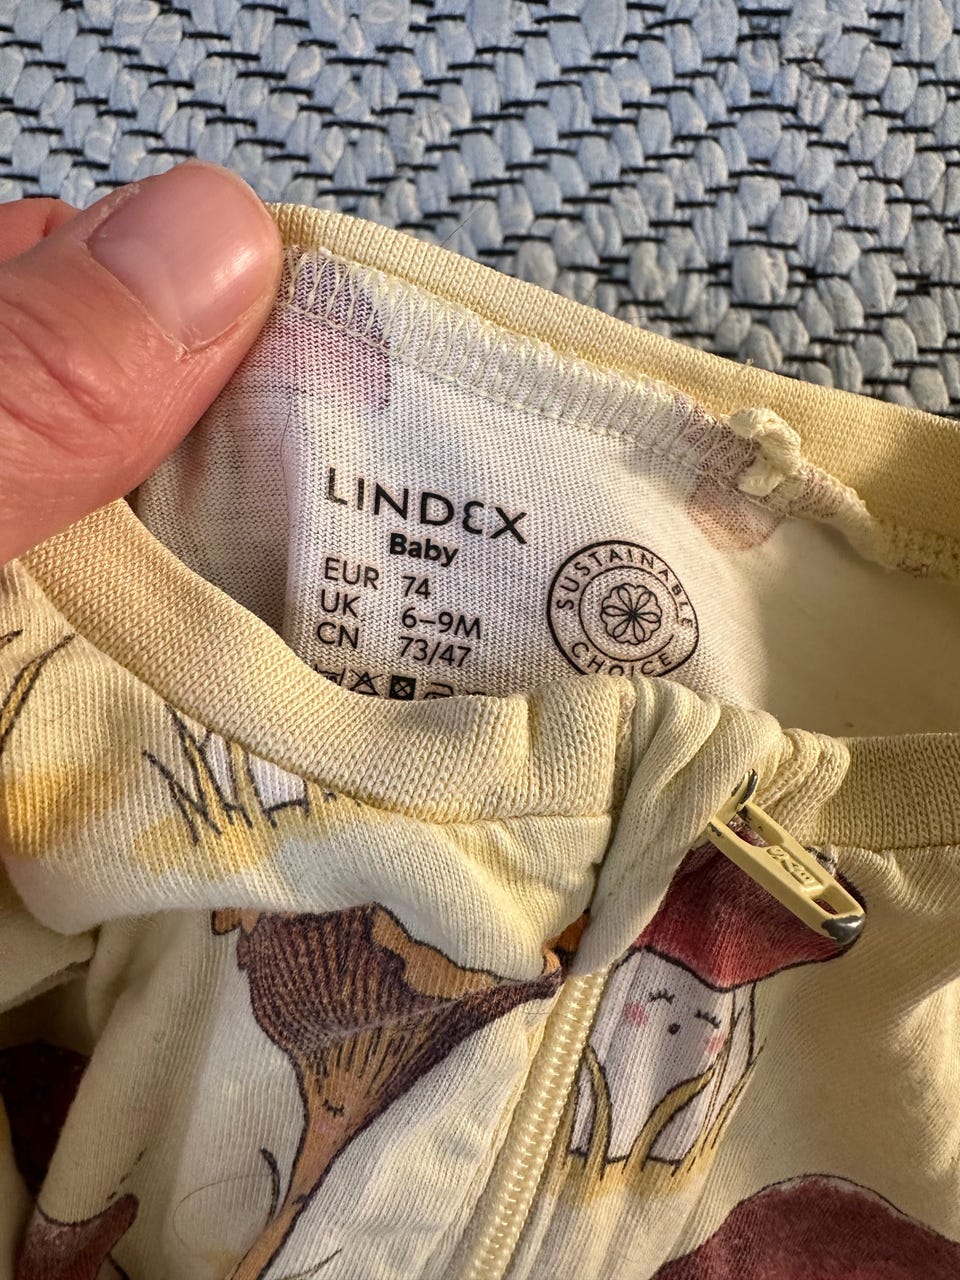 LINDEX
Baby
EUR 74
UK 6–9M
CN 73/47
SUSTAINABLE
CHOICE